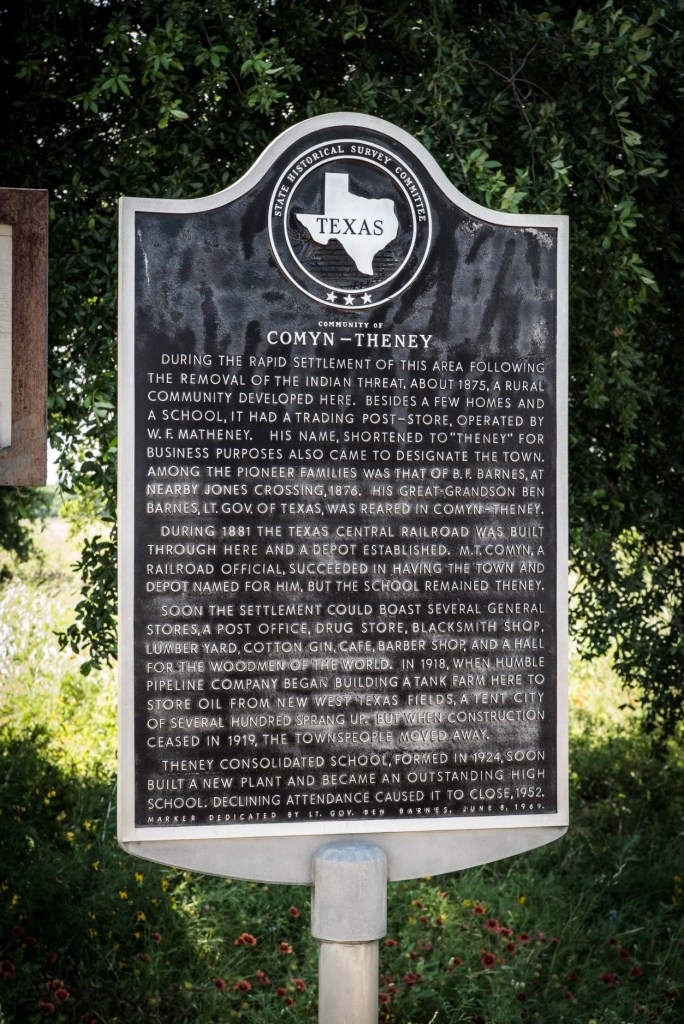 STATE HISTORICAL SURVEY COMMITTEE
TEXAS
COMMUNITY OF
COMYN–THENEY
DURING THE RAPID SETTLEMENT OF THIS AREA FOLLOWING
THE REMOVAL OF THE INDIAN THREAT, ABOUT 1875, A RURAL
COMMUNITY DEVELOPED HERE. BESIDES A FEW HOMES AND
A SCHOOL, IT HAD A TRADING POST–STORE, OPERATED BY
W. F. MATHENEY. HIS NAME, SHORTENED TO "THENEY" FOR
BUSINESS PURPOSES ALSO CAME TO DESIGNATE THE TOWN.
AMONG THE PIONEER FAMILIES WAS THAT OF B. F. BARNES, AT
NEARBY JONES CROSSING, 1876. HIS GREAT-GRANDSON BEN
BARNES, LT. GOV. OF TEXAS, WAS REARED IN COMYN–THENEY.
DURING 1881 THE TEXAS CENTRAL RAILROAD WAS BUILT
THROUGH HERE AND A DEPOT ESTABLISHED. M. T. COMYN, A
RAILROAD OFFICIAL, SUCCEEDED IN HAVING THE TOWN AND
DEPOT NAMED FOR HIM, BUT THE SCHOOL REMAINED THENEY.
SOON THE SETTLEMENT COULD BOAST SEVERAL GENERAL
STORES, A POST OFFICE, DRUG STORE, BLACKSMITH SHOP,
LUMBER YARD, COTTON GIN, CAFE, BARBER SHOP, AND A HALL
FOR THE WOODMEN OF THE WORLD. IN 1918, WHEN HUMBLE
PIPELINE COMPANY BEGAN BUILDING A TANK FARM HERE TO
STORE OIL FROM NEW WEST TEXAS FIELDS, A TENT CITY
OF SEVERAL HUNDRED SPRANG UP. BUT WHEN CONSTRUCTION
CEASED IN 1919, THE TOWNSPEOPLE MOVED AWAY.
THENEY CONSOLIDATED SCHOOL, FORMED IN 1924, SOON
BUILT A NEW PLANT AND BECAME AN OUTSTANDING HIGH
SCHOOL. DECLINING ATTENDANCE CAUSED IT TO CLOSE, 1952.
MARKER DEDICATED BY LT. GOV. BEN BARNES, JUNE 8, 1969.